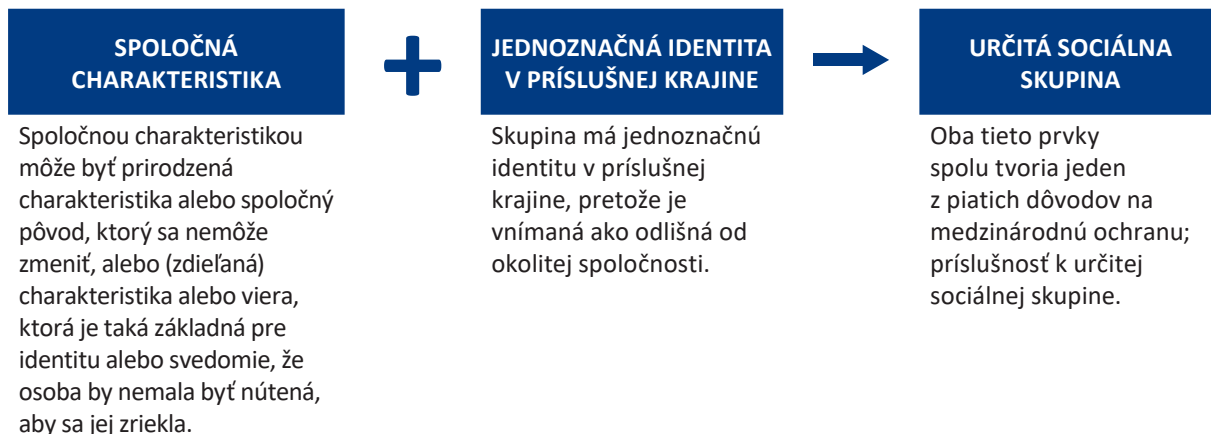 SPOLOČNÁ
CHARAKTERISTIKA
Spoločnou charakteristikou
môže byť prirodzená
charakteristika alebo spoločný
pôvod, ktorý sa nemôže
zmeniť, alebo (zdieľaná)
charakteristika alebo viera,
ktorá je taká základná pre
identitu alebo svedomie, že
osoba by nemala byť nútená,
aby sa jej zriekla.
JEDNOZNAČNÁ IDENTITA
V PRÍSLUŠNEJ KRAJINE
Skupina má jednoznačnú
identitu v príslušnej
krajine, pretože je
vnímaná ako odlišná od
okolitej spoločnosti.
URČITÁ SOCIÁLNA
SKUPINA
Oba tieto prvky
spolu tvoria jeden
z piatich dôvodov na
medzinárodnú ochranu;
príslušnosť k určitej
sociálnej skupine.